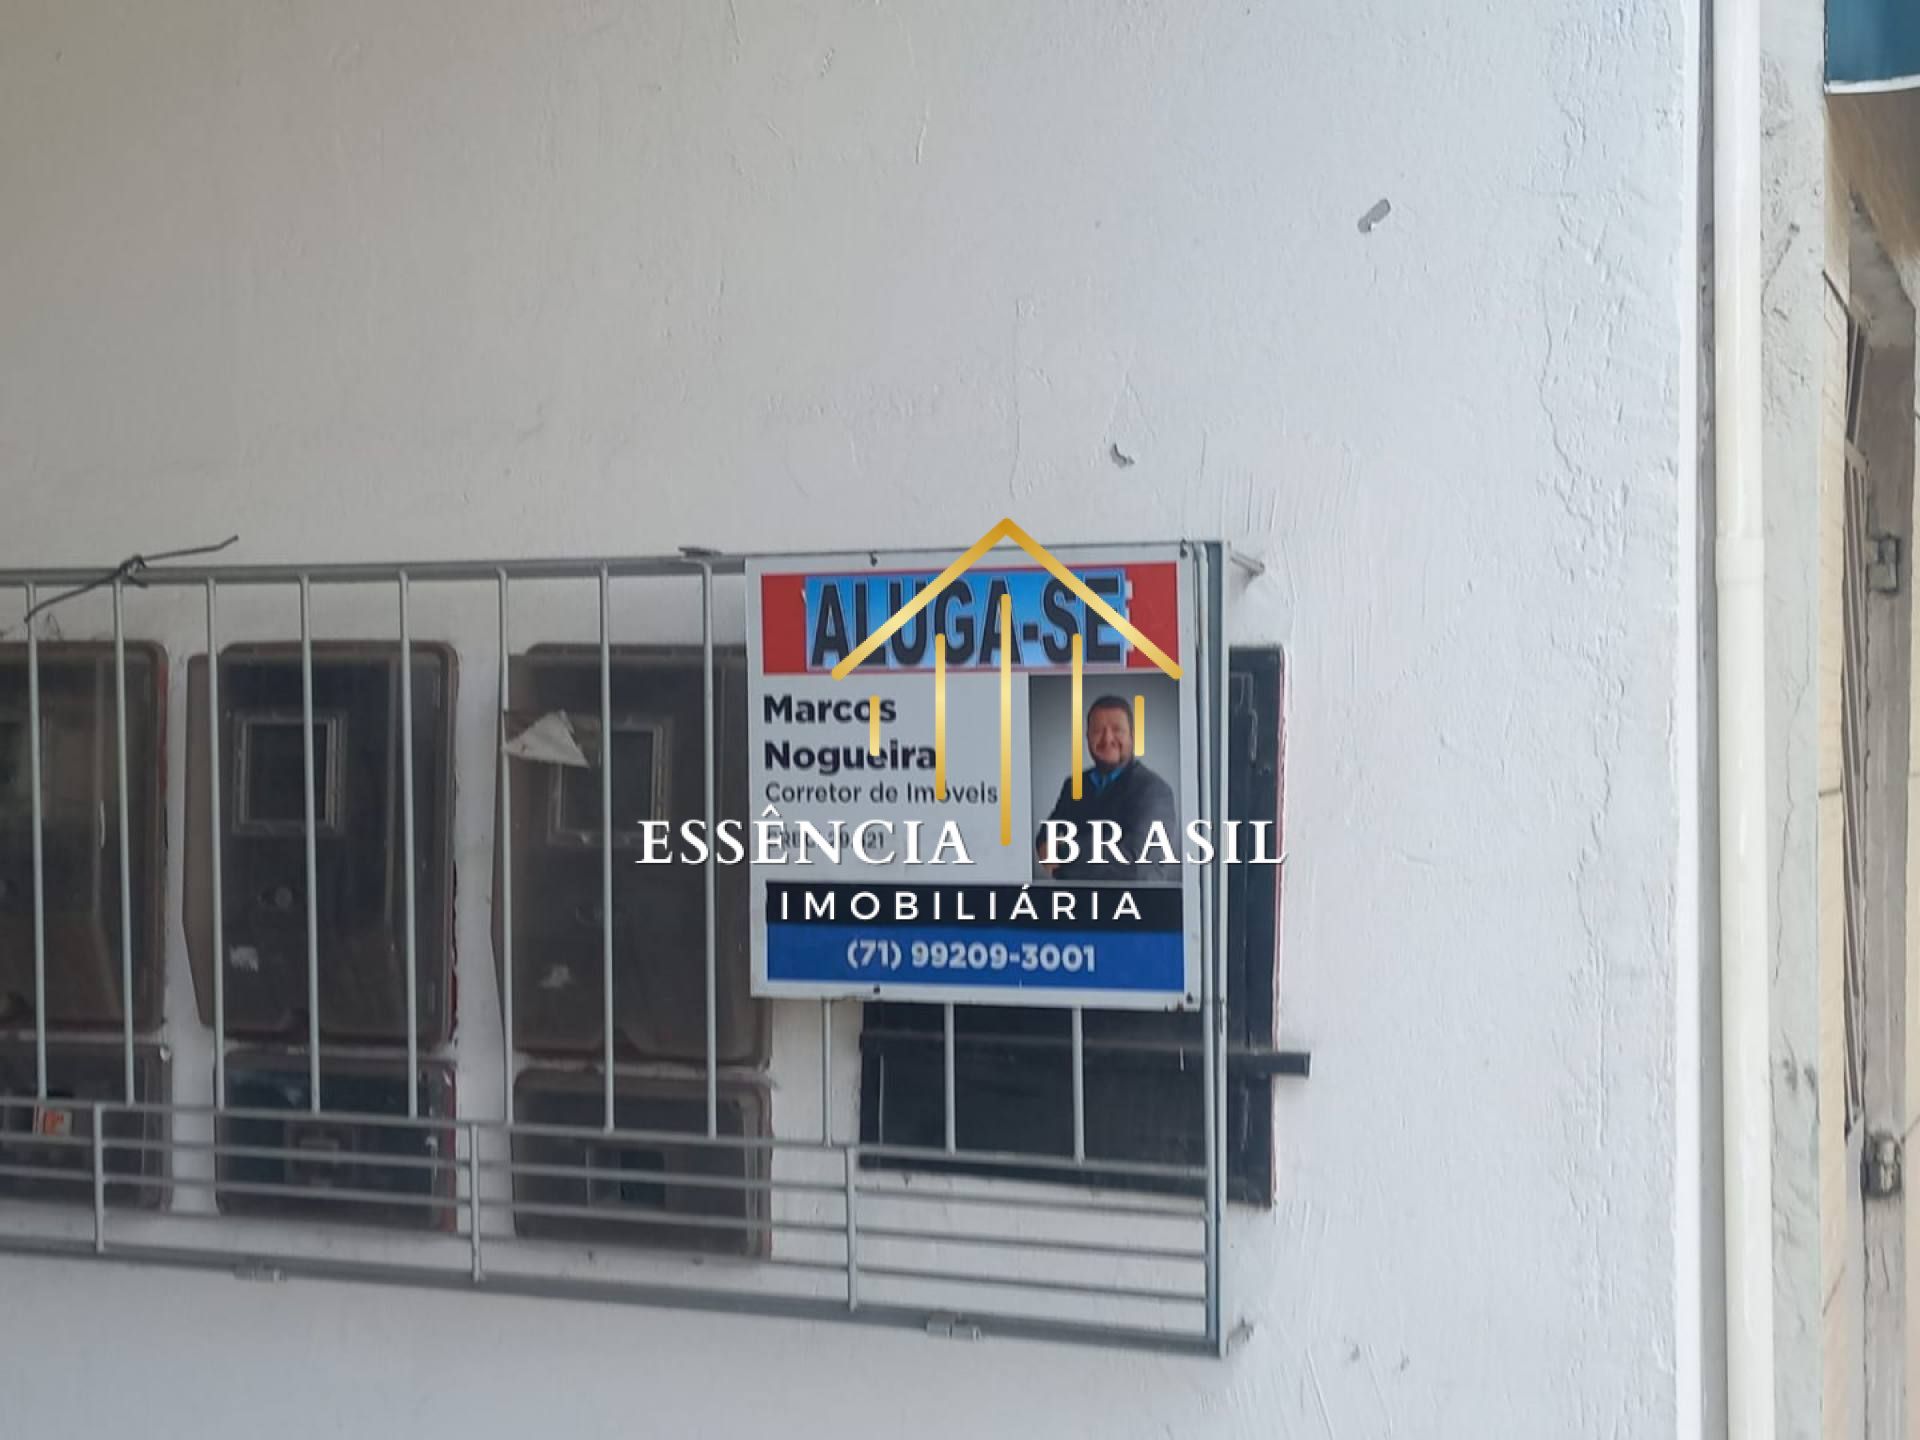 ALUGA-SE
Marcos
Nogueira
Corretor de Imóveis
ESSÊNCIA BRASIL
IMOBILIÁRIA
(71) 99209-3001